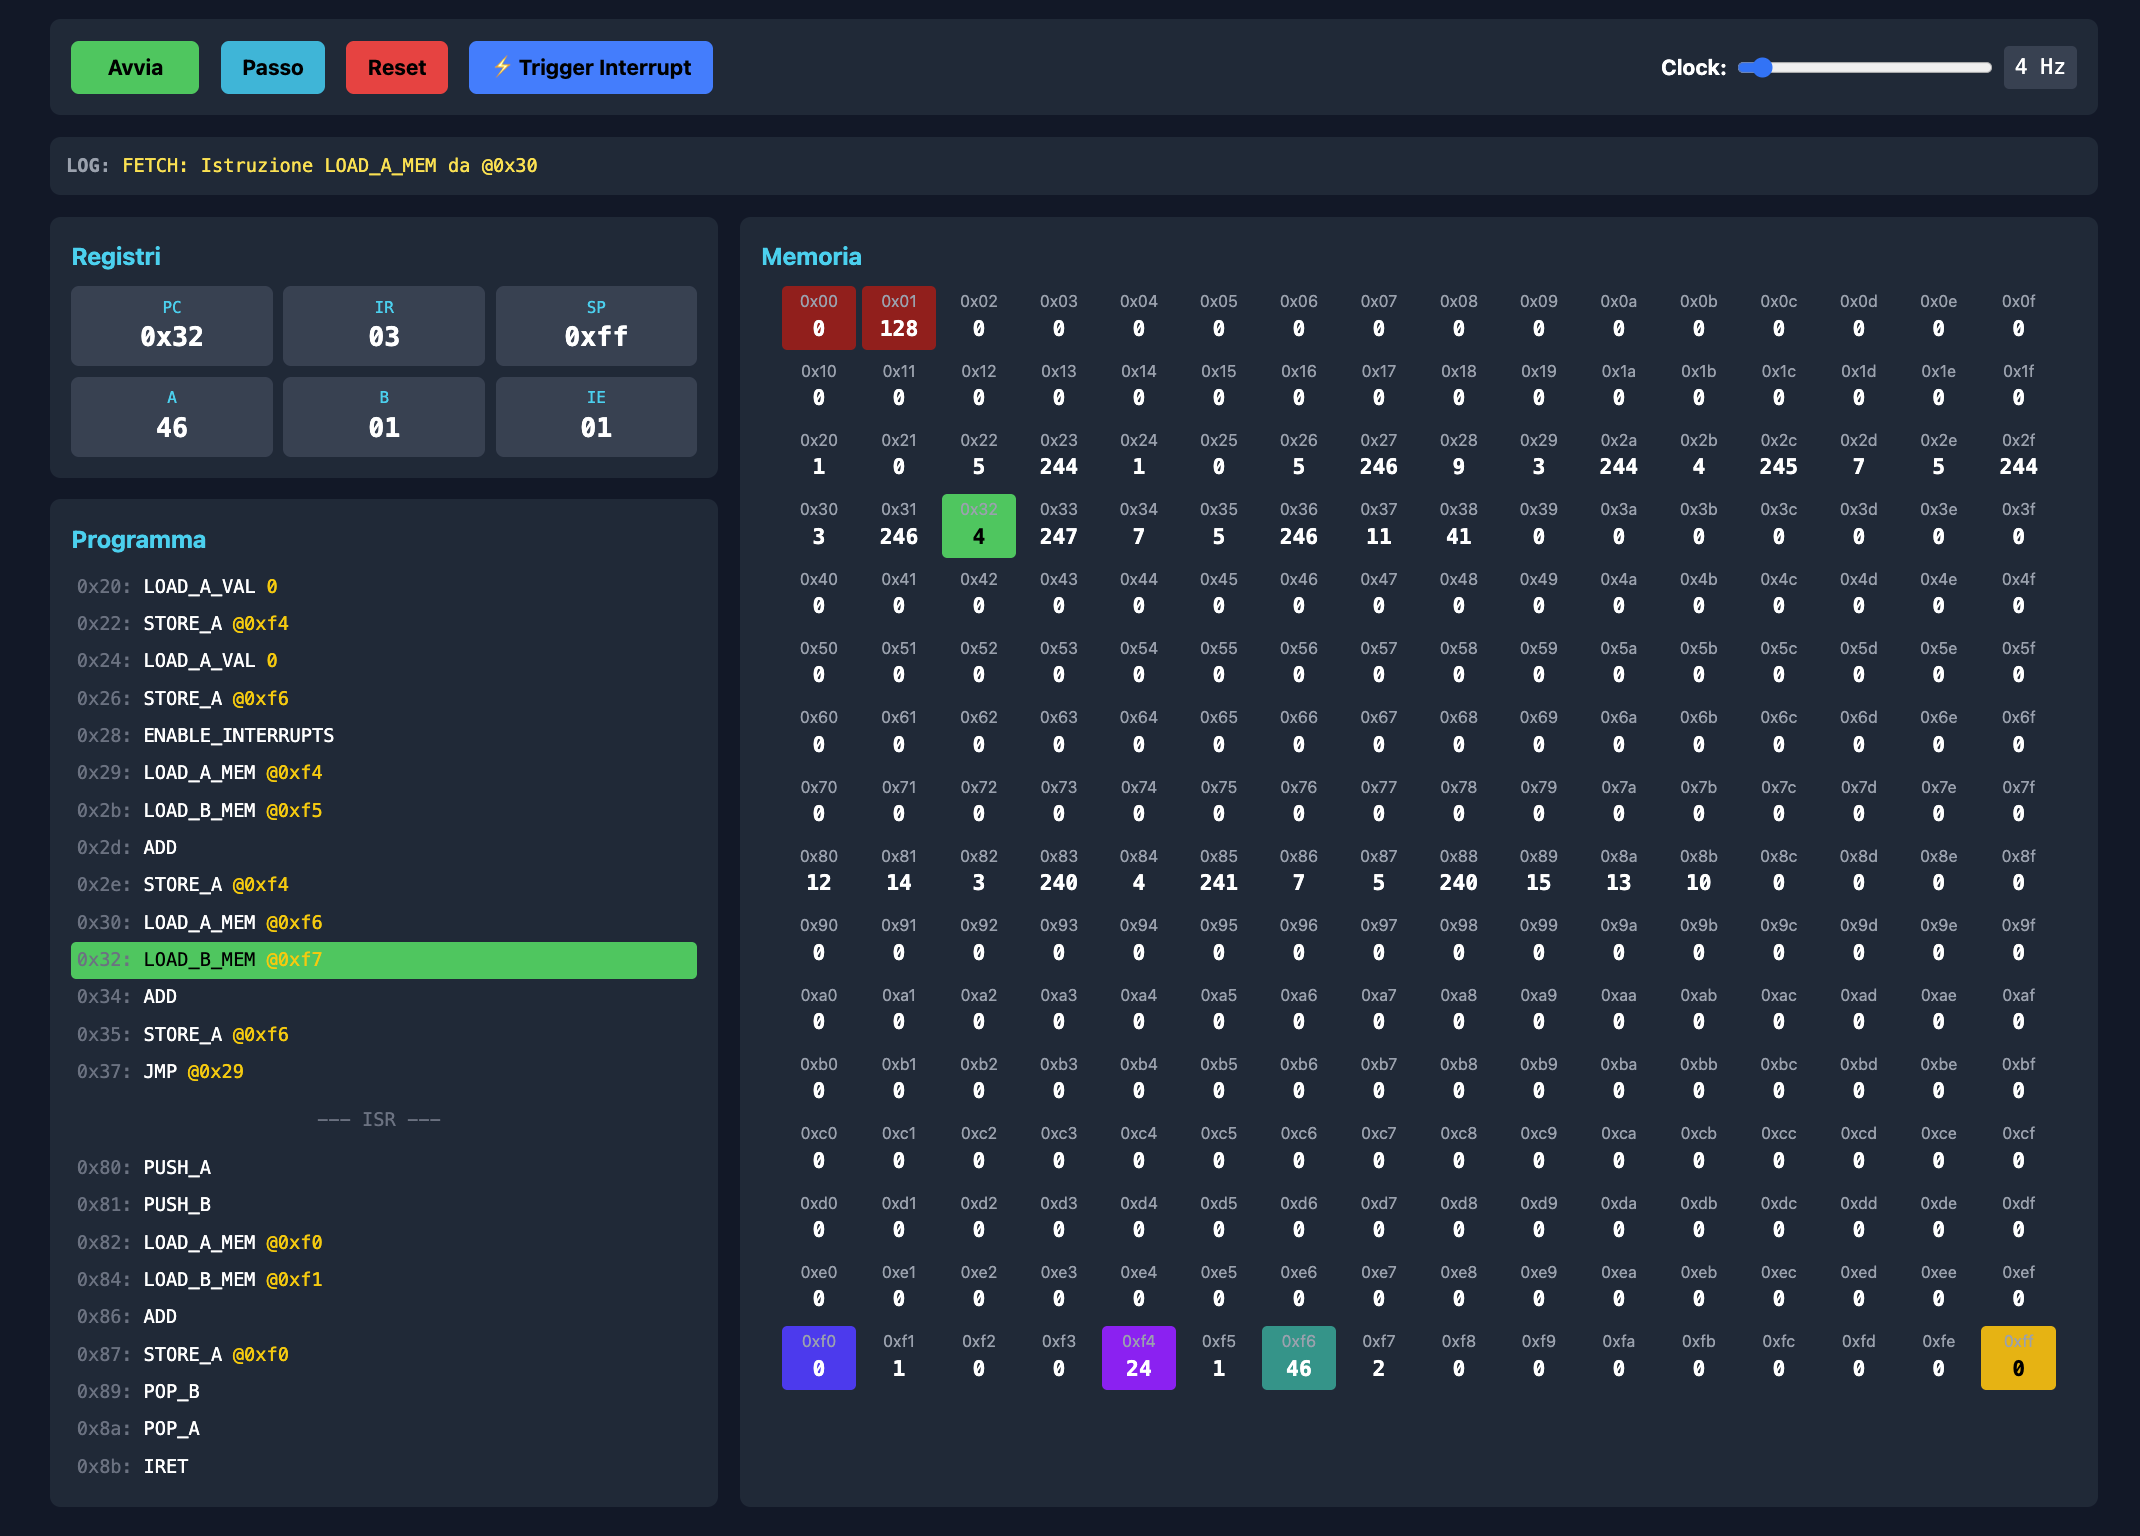 Avvia Passo Reset ⚡ Trigger Interrupt Clock: 4 Hz
LOG: FETCH: Istruzione LOAD_A_MEM da @0x30
Registri
PC IR SP
0x32 03 0xff
A B IE
46 01 01
Programma
0x20: LOAD_A_VAL 0
0x22: STORE_A @0xf4
0x24: LOAD_A_VAL 0
0x26: STORE_A @0xf6
0x28: ENABLE_INTERRUPTS
0x29: LOAD_A_MEM @0xf4
0x2b: LOAD_B_MEM @0xf5
0x2d: ADD
0x2e: STORE_A @0xf4
0x30: LOAD_A_MEM @0xf6
0x32: LOAD_B_MEM @0xf7
0x34: ADD
0x35: STORE_A @0xf6
0x37: JMP @0x29
--- ISR ---
0x80: PUSH_A
0x81: PUSH_B
0x82: LOAD_A_MEM @0xf0
0x84: LOAD_B_MEM @0xf1
0x86: ADD
0x87: STORE_A @0xf0
0x89: POP_B
0x8a: POP_A
0x8b: IRET
Memoria
0x00 0x01 0x02 0x03 0x04 0x05 0x06 0x07 0x08 0x09 0x0a 0x0b 0x0c 0x0d 0x0e 0x0f
0 128 0 0 0 0 0 0 0 0 0 0 0 0 0 0
0x10 0x11 0x12 0x13 0x14 0x15 0x16 0x17 0x18 0x19 0x1a 0x1b 0x1c 0x1d 0x1e 0x1f
0 0 0 0 0 0 0 0 0 0 0 0 0 0 0 0
0x20 0x21 0x22 0x23 0x24 0x25 0x26 0x27 0x28 0x29 0x2a 0x2b 0x2c 0x2d 0x2e 0x2f
1 0 5 244 1 0 5 246 9 3 244 4 245 7 5 244
0x30 0x31 0x32 0x33 0x34 0x35 0x36 0x37 0x38 0x39 0x3a 0x3b 0x3c 0x3d 0x3e 0x3f
3 246 4 247 7 5 246 11 41 0 0 0 0 0 0 0
0x40 0x41 0x42 0x43 0x44 0x45 0x46 0x47 0x48 0x49 0x4a 0x4b 0x4c 0x4d 0x4e 0x4f
0 0 0 0 0 0 0 0 0 0 0 0 0 0 0 0
0x50 0x51 0x52 0x53 0x54 0x55 0x56 0x57 0x58 0x59 0x5a 0x5b 0x5c 0x5d 0x5e 0x5f
0 0 0 0 0 0 0 0 0 0 0 0 0 0 0 0
0x60 0x61 0x62 0x63 0x64 0x65 0x66 0x67 0x68 0x69 0x6a 0x6b 0x6c 0x6d 0x6e 0x6f
0 0 0 0 0 0 0 0 0 0 0 0 0 0 0 0
0x70 0x71 0x72 0x73 0x74 0x75 0x76 0x77 0x78 0x79 0x7a 0x7b 0x7c 0x7d 0x7e 0x7f
0 0 0 0 0 0 0 0 0 0 0 0 0 0 0 0
0x80 0x81 0x82 0x83 0x84 0x85 0x86 0x87 0x88 0x89 0x8a 0x8b 0x8c 0x8d 0x8e 0x8f
12 14 3 240 4 241 7 5 240 15 13 10 0 0 0 0
0x90 0x91 0x92 0x93 0x94 0x95 0x96 0x97 0x98 0x99 0x9a 0x9b 0x9c 0x9d 0x9e 0x9f
0 0 0 0 0 0 0 0 0 0 0 0 0 0 0 0
0xa0 0xa1 0xa2 0xa3 0xa4 0xa5 0xa6 0xa7 0xa8 0xa9 0xaa 0xab 0xac 0xad 0xae 0xaf
0 0 0 0 0 0 0 0 0 0 0 0 0 0 0 0
0xb0 0xb1 0xb2 0xb3 0xb4 0xb5 0xb6 0xb7 0xb8 0xb9 0xba 0xbb 0xbc 0xbd 0xbe 0xbf
0 0 0 0 0 0 0 0 0 0 0 0 0 0 0 0
0xc0 0xc1 0xc2 0xc3 0xc4 0xc5 0xc6 0xc7 0xc8 0xc9 0xca 0xcb 0xcc 0xcd 0xce 0xcf
0 0 0 0 0 0 0 0 0 0 0 0 0 0 0 0
0xd0 0xd1 0xd2 0xd3 0xd4 0xd5 0xd6 0xd7 0xd8 0xd9 0xda 0xdb 0xdc 0xdd 0xde 0xdf
0 0 0 0 0 0 0 0 0 0 0 0 0 0 0 0
0xe0 0xe1 0xe2 0xe3 0xe4 0xe5 0xe6 0xe7 0xe8 0xe9 0xea 0xeb 0xec 0xed 0xee 0xef
0 0 0 0 0 0 0 0 0 0 0 0 0 0 0 0
0xf0 0xf1 0xf2 0xf3 0xf4 0xf5 0xf6 0xf7 0xf8 0xf9 0xfa 0xfb 0xfc 0xfd 0xfe 0xff
0 1 0 0 24 1 46 2 0 0 0 0 0 0 0 0